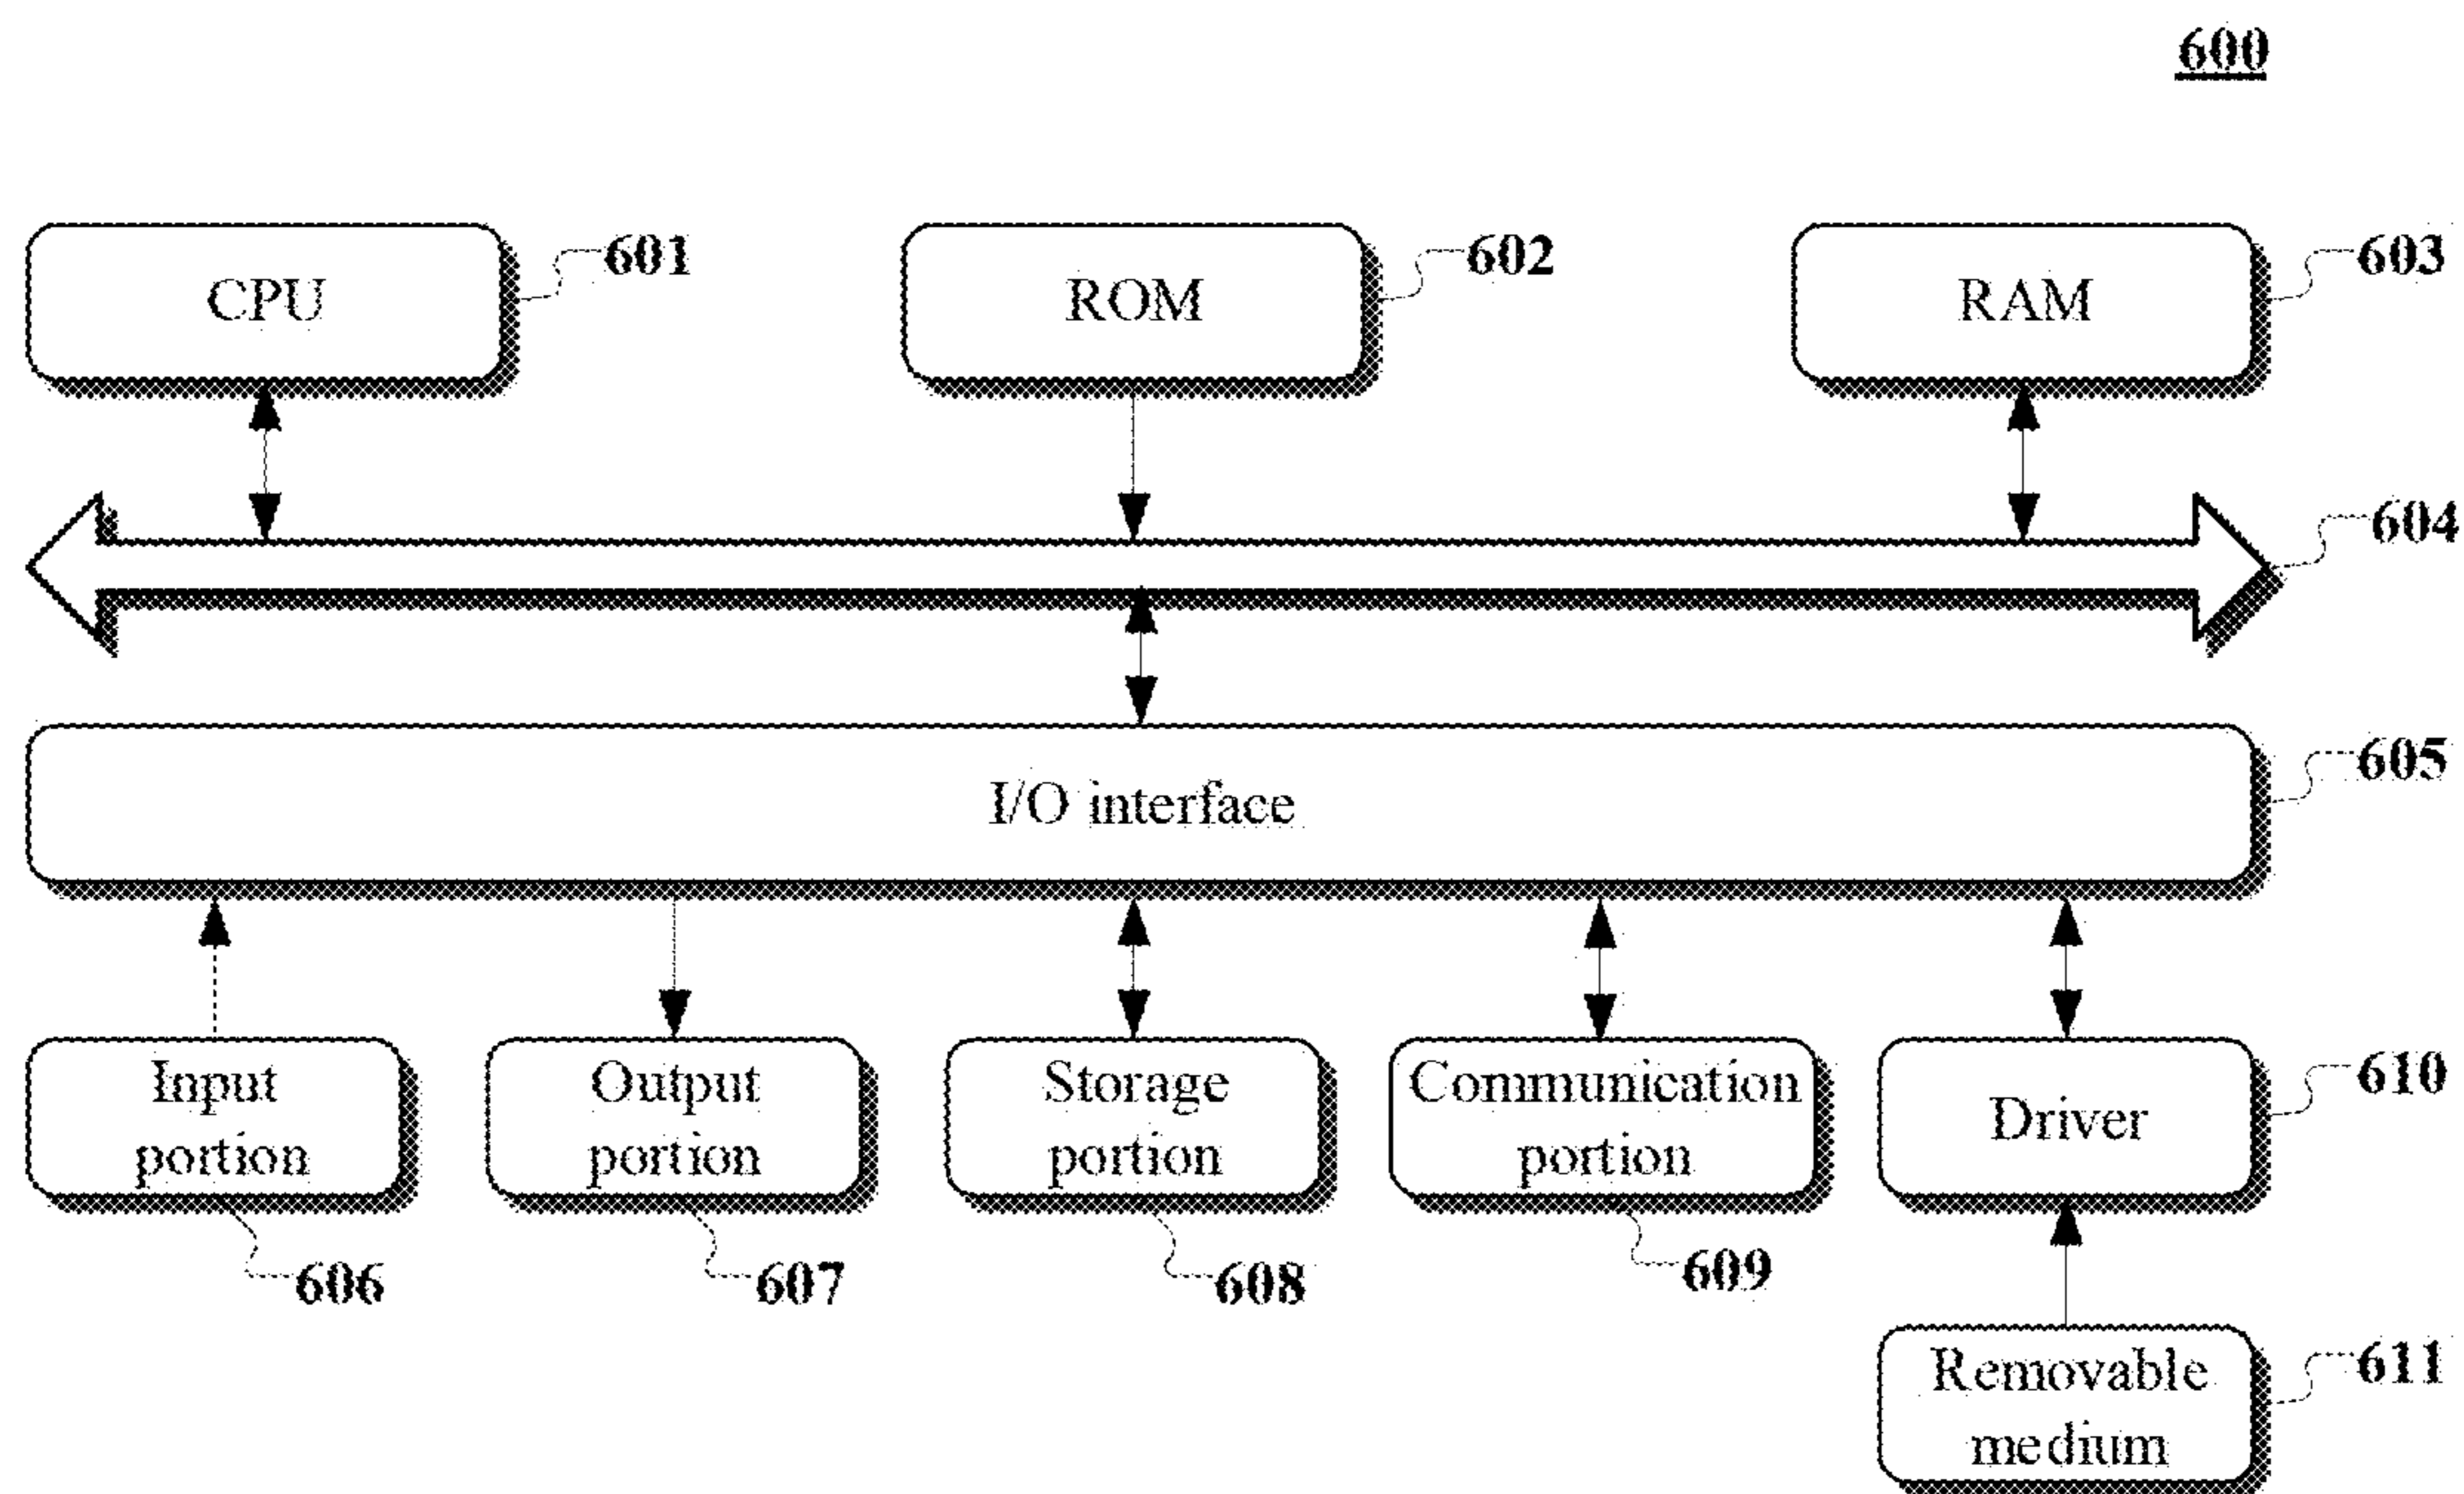 600
CPU
601
ROM
602
RAM
603
604
I/O interface
605
Input
portion
Output
portion
Storage
portion
Communication
portion
Driver
610
606
607
608
609
Removable
medium
611